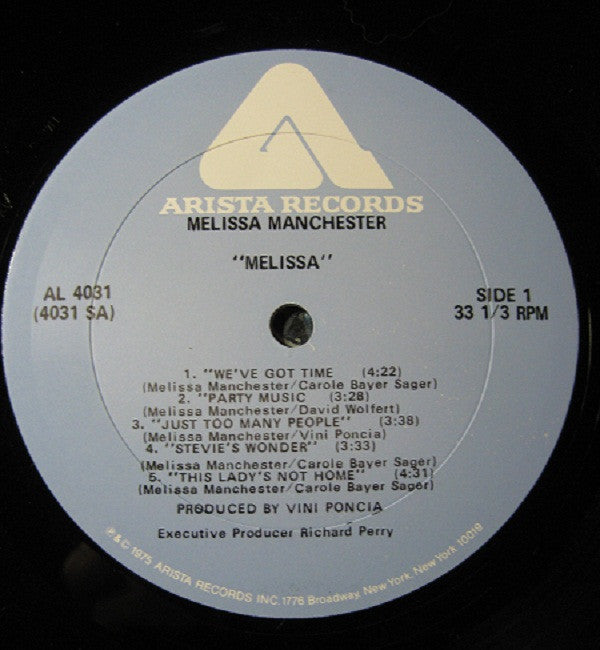 ARISTA RECORDS
MELISSA MANCHESTER
"MELISSA"
AL 4031
(4031 SA)
SIDE 1
33 1/3 RPM
1. "WE'VE GOT TIME (4:22)
(Melissa Manchester/Carole Bayer Sager)
2. "PARTY MUSIC (3:28)
(Melissa Manchester/David Wolfert)
3. "JUST TOO MANY PEOPLE" (3:38)
(Melissa Manchester/Vini Poncia)
4. "STEVIE'S WONDER" (3:33)
(Melissa Manchester/Carole Bayer Sager)
5. "THIS LADY'S NOT HOME" (4:31)
(Melissa Manchester/Carole Bayer Sager)
PRODUCED BY VINI PONCIA
Executive Producer Richard Perry
℗ & © 1975 ARISTA RECORDS INC. 1776 Broadway, New York, New York 10019